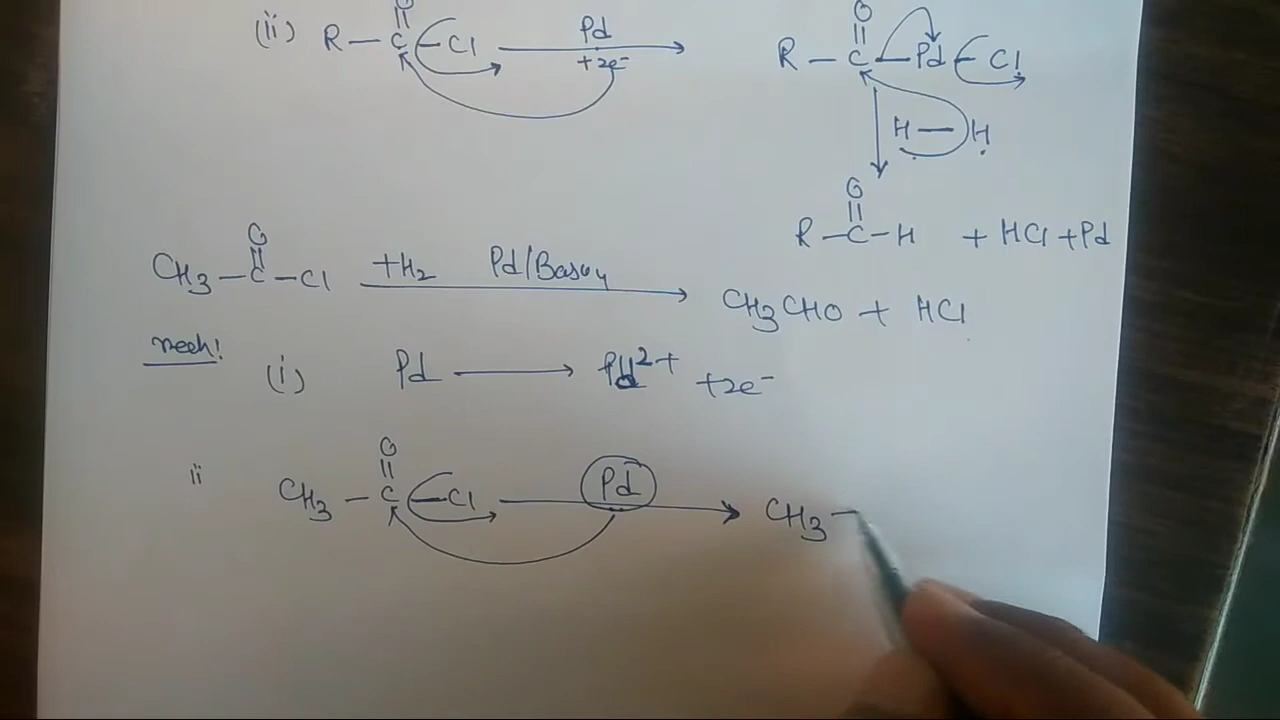 (ii) R – C(=O) – Cl —Pd +2e⁻→ R – C(=O) – Pd – Cl
H – H
R – C(=O) – H + HCl + Pd
CH3 – C(=O) – Cl —+H2 Pd/BaSO4→ CH3CHO + HCl
Mech!
(i) Pd → Pd2+ +2e⁻
ii CH3 – C(=O) – Cl —Pd→ CH3 –